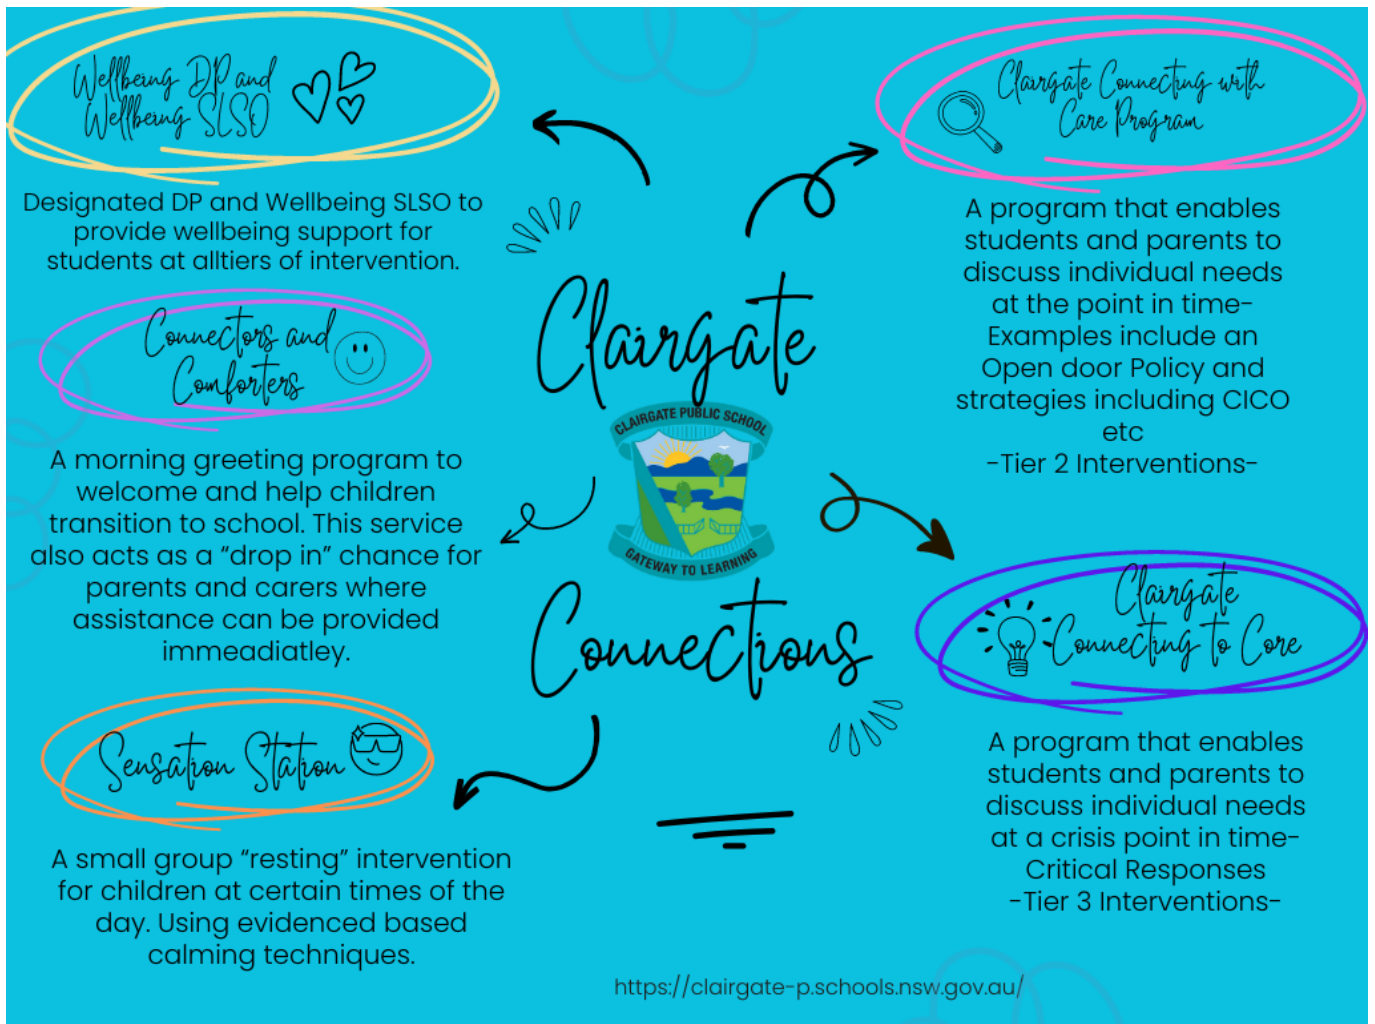 Wellbeing DP and
Wellbeing SLSO
Designated DP and Wellbeing SLSO to
provide wellbeing support for
students at alltiers of intervention.
Connectors and
Comforters
A morning greeting program to
welcome and help children
transition to school. This service
also acts as a “drop in” chance for
parents and carers where
assistance can be provided
immeadiatley.
Sensation Station
A small group “resting” intervention
for children at certain times of the
day. Using evidenced based
calming techniques.
Clairgate
CLAIRGATE PUBLIC SCHOOL
GATEWAY TO LEARNING
Connections
Clairgate Connecting with
Care Program
A program that enables
students and parents to
discuss individual needs
at the point in time-
Examples include an
Open door Policy and
strategies including CICO
etc
-Tier 2 Interventions-
Clairgate
Connecting to Core
A program that enables
students and parents to
discuss individual needs
at a crisis point in time-
Critical Responses
-Tier 3 Interventions-
https://clairgate-p.schools.nsw.gov.au/